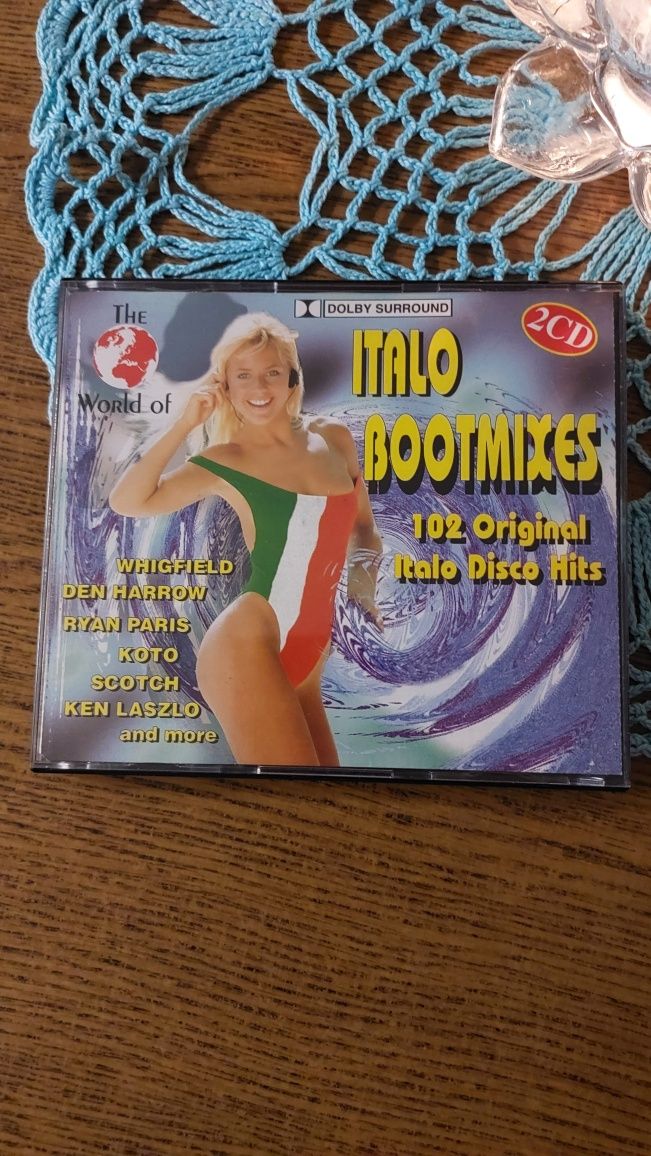 The
World of
DOLBY SURROUND
2CD
ITALO
BOOTMIXES
102 Original
Italo Disco Hits
WHIGFIELD
DEN HARROW
RYAN PARIS
KOTO
SCOTCH
KEN LASZLO
and more